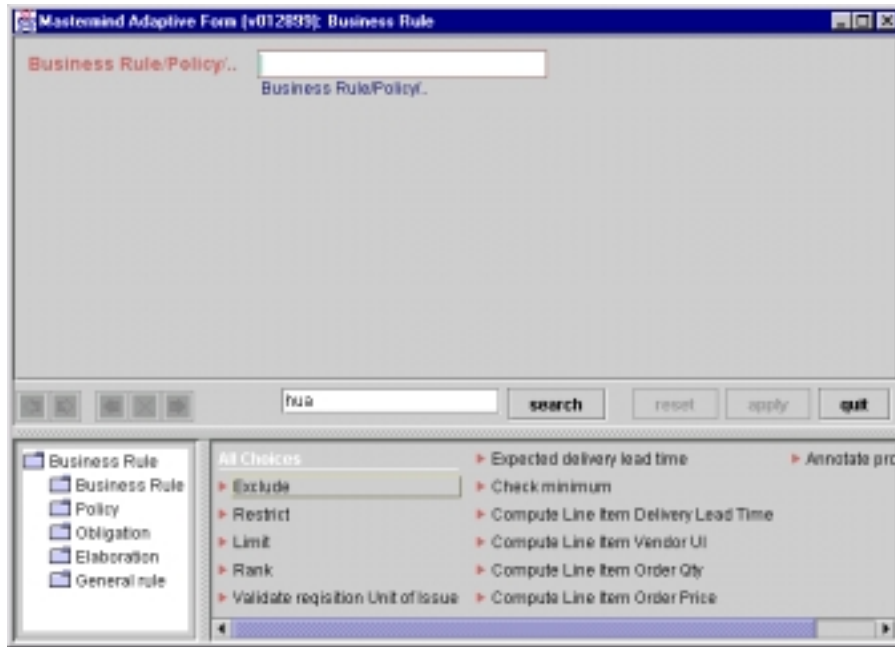 Mastermind Adaptive Form (v012899): Business Rule
Business Rule/Policy/..
Business Rule/Policy/..
hua
search
reset
apply
quit
Business Rule
Business Rule
Policy
Obligation
Elaboration
General rule
All Choices
Exclude
Restrict
Limit
Rank
Validate reqisition Unit of Issue
Expected delivery lead time
Check minimum
Compute Line Item Delivery Lead Time
Compute Line Item Vendor UI
Compute Line Item Order Qty
Compute Line Item Order Price
Annotate pro